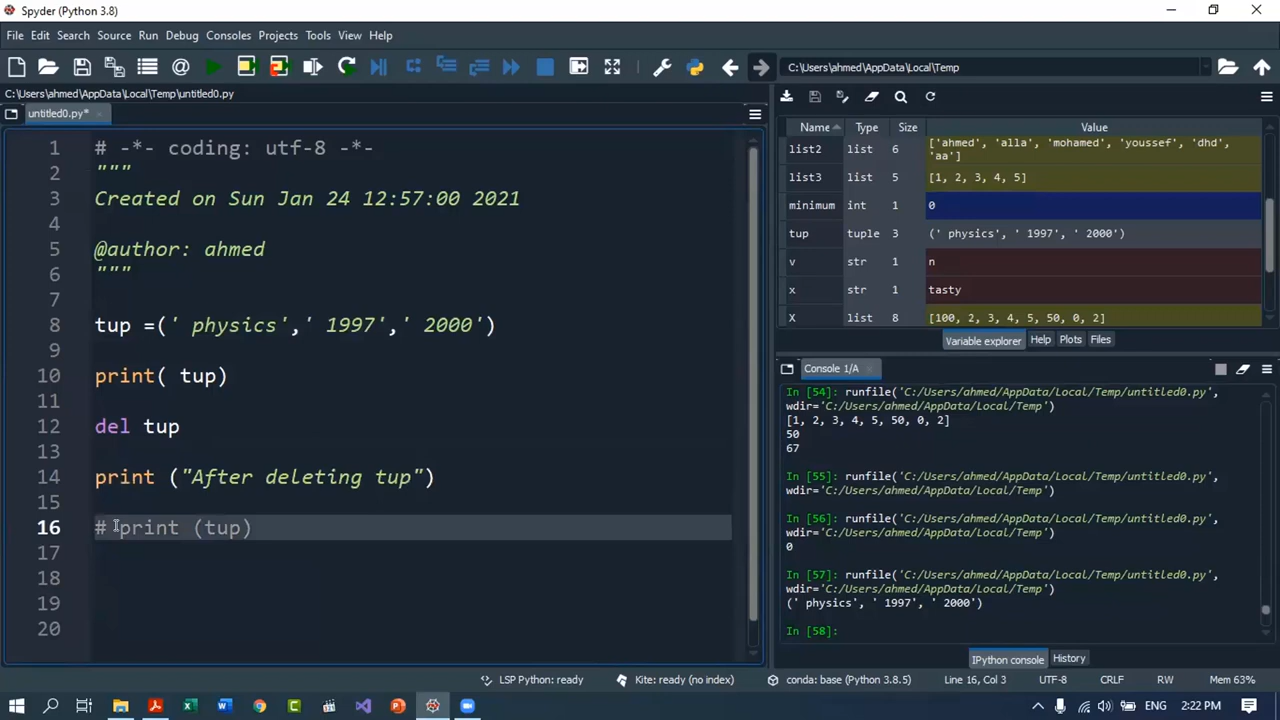 Spyder (Python 3.8)
File Edit Search Source Run Debug Consoles Projects Tools View Help
C:\Users\ahmed\AppData\Local\Temp
C:\Users\ahmed\AppData\Local\Temp\untitled0.py
untitled0.py*
1 # -*- coding: utf-8 -*-
2 """
3 Created on Sun Jan 24 12:57:00 2021
4
5 @author: ahmed
6 """
7
8 tup =(' physics',' 1997',' 2000')
9
10 print( tup)
11
12 del tup
13
14 print ("After deleting tup")
15
16 # print (tup)
17
18
19
20
Name Type Size Value
list2 list 6 ['ahmed', 'alla', 'mohamed', 'youssef', 'dhd',
'aa']
list3 list 5 [1, 2, 3, 4, 5]
minimum int 1 0
tup tuple 3 (' physics', ' 1997', ' 2000')
v str 1 n
x str 1 tasty
X list 8 [100, 2, 3, 4, 5, 50, 0, 2]
Variable explorer Help Plots Files
Console 1/A
In [54]: runfile('C:/Users/ahmed/AppData/Local/Temp/untitled0.py',
wdir='C:/Users/ahmed/AppData/Local/Temp')
[1, 2, 3, 4, 5, 50, 0, 2]
50
67
In [55]: runfile('C:/Users/ahmed/AppData/Local/Temp/untitled0.py',
wdir='C:/Users/ahmed/AppData/Local/Temp')
In [56]: runfile('C:/Users/ahmed/AppData/Local/Temp/untitled0.py',
wdir='C:/Users/ahmed/AppData/Local/Temp')
0
In [57]: runfile('C:/Users/ahmed/AppData/Local/Temp/untitled0.py',
wdir='C:/Users/ahmed/AppData/Local/Temp')
(' physics', ' 1997', ' 2000')
In [58]:
IPython console History
LSP Python: ready Kite: ready (no index) conda: base (Python 3.8.5) Line 16, Col 3 UTF-8 CRLF RW Mem 63%
ENG 2:22 PM